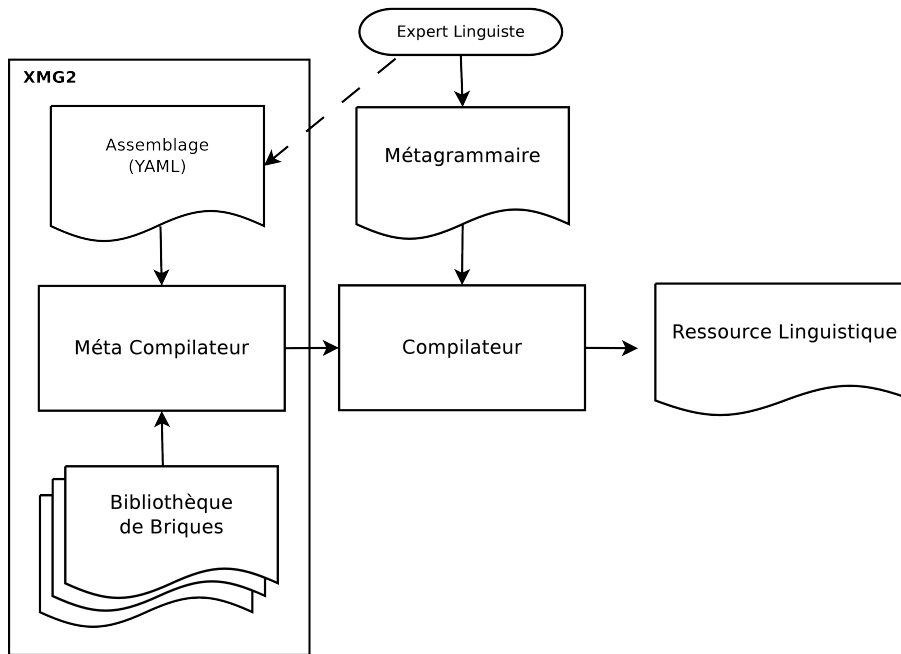 Expert Linguiste
XMG2
Assemblage
(YAML)
Métagrammaire
Méta Compilateur
Compilateur
Ressource Linguistique
Bibliothèque
de Briques